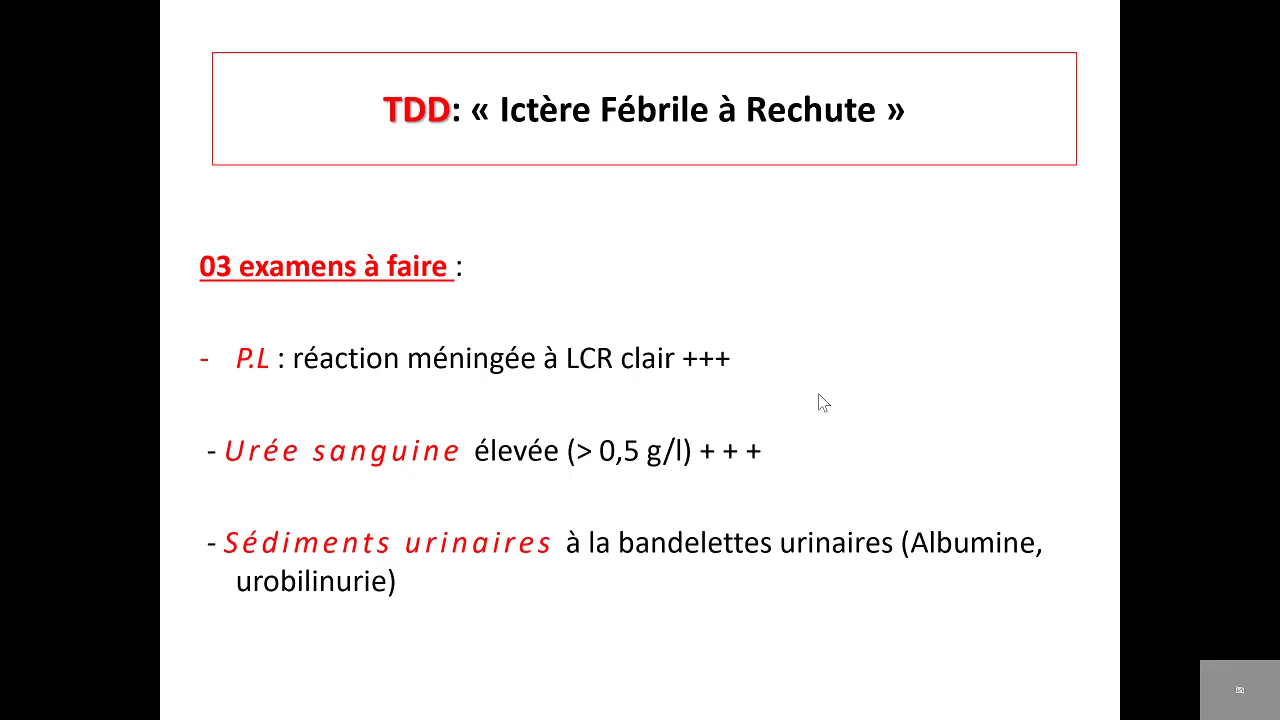 TDD: « Ictère Fébrile à Rechute »
03 examens à faire :
- P.L : réaction méningée à LCR clair +++
- Urée sanguine élevée (> 0,5 g/l) + + +
- Sédiments urinaires à la bandelettes urinaires (Albumine,
urobilinurie)